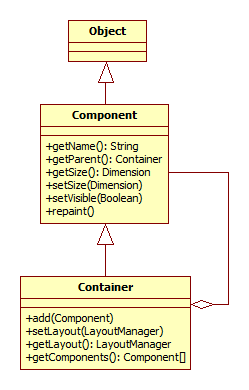 Object
Component
+getName(): String
+getParent(): Container
+getSize(): Dimension
+setSize(Dimension)
+setVisible(Boolean)
+repaint()
Container
+add(Component)
+setLayout(LayoutManager)
+getLayout(): LayoutManager
+getComponents(): Component[]